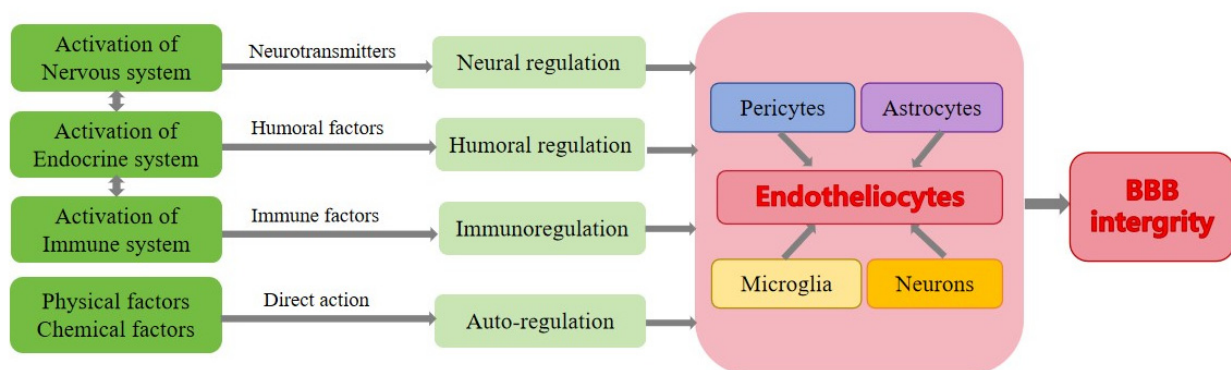 Activation of
Nervous system
Neurotransmitters
Neural regulation
Activation of
Endocrine system
Humoral factors
Humoral regulation
Activation of
Immune system
Immune factors
Immunoregulation
Physical factors
Chemical factors
Direct action
Auto-regulation
Pericytes
Astrocytes
Endotheliocytes
Microglia
Neurons
BBB
intergrity